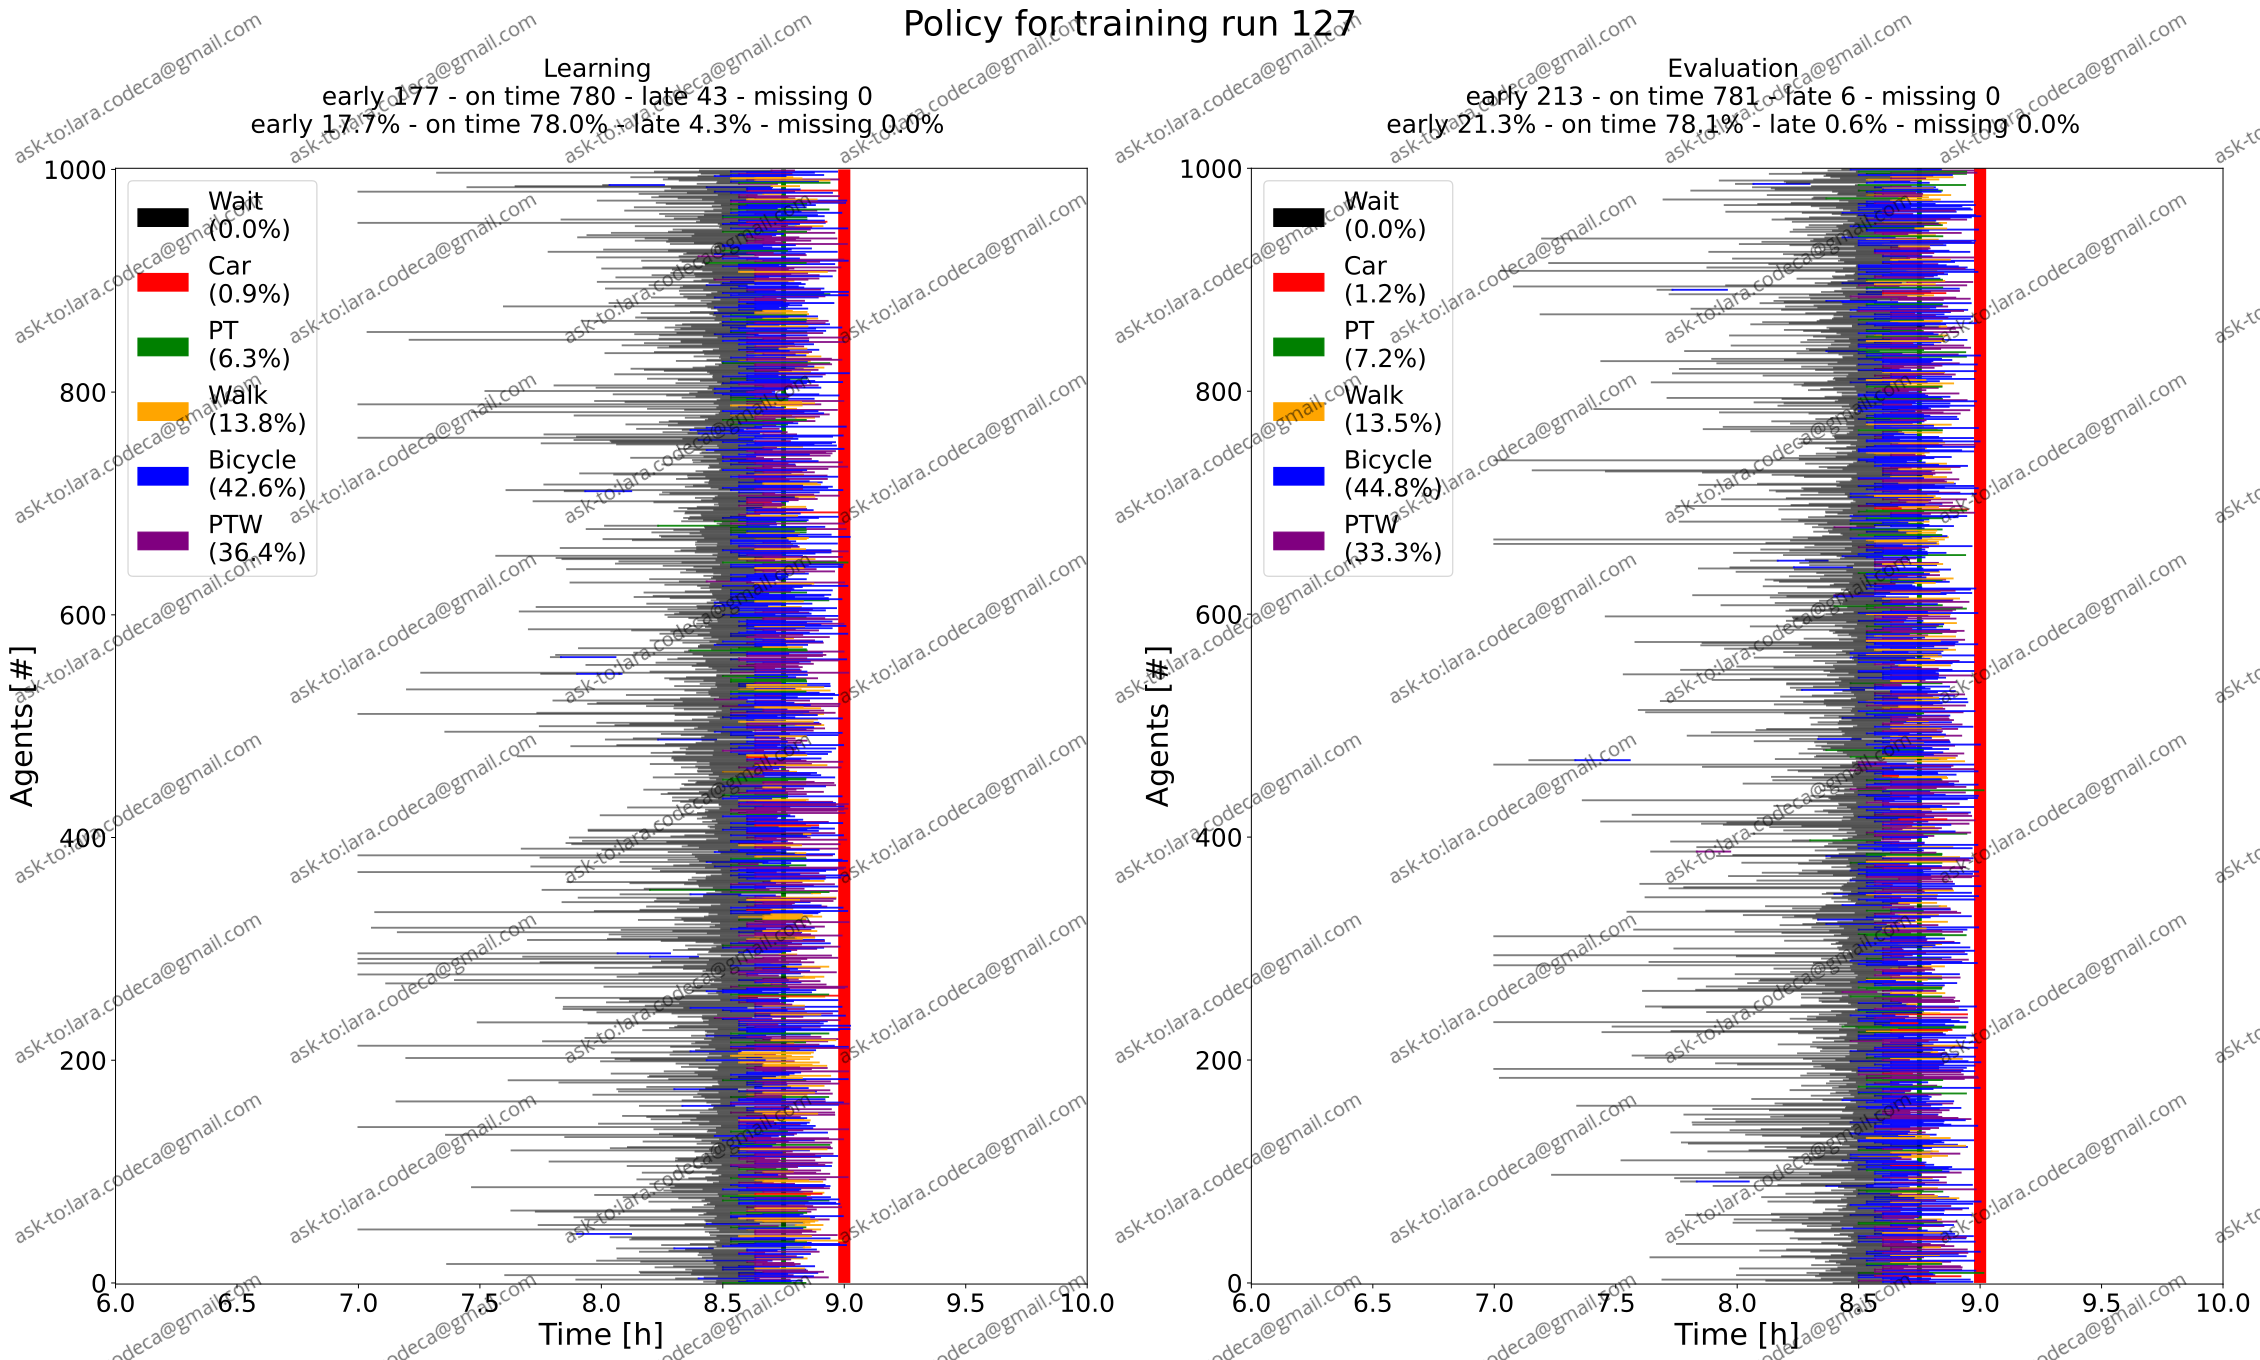 Policy for training run 127
Learning
early 177 - on time 780 - late 43 - missing 0
early 17.7% - on time 78.0% - late 4.3% - missing 0.0%
Agents [#]
1000
800
600
400
200
0
Wait
(0.0%)
Car
(0.9%)
PT
(6.3%)
Walk
(13.8%)
Bicycle
(42.6%)
PTW
(36.4%)
6.0 6.5 7.0 7.5 8.0 8.5 9.0 9.5 10.0
Time [h]
Evaluation
early 213 - on time 781 - late 6 - missing 0
early 21.3% - on time 78.1% - late 0.6% - missing 0.0%
Agents [#]
1000
800
600
400
200
0
Wait
(0.0%)
Car
(1.2%)
PT
(7.2%)
Walk
(13.5%)
Bicycle
(44.8%)
PTW
(33.3%)
6.0 6.5 7.0 7.5 8.0 8.5 9.0 9.5 10.0
Time [h]
ask-to:lara.codeca@gmail.com